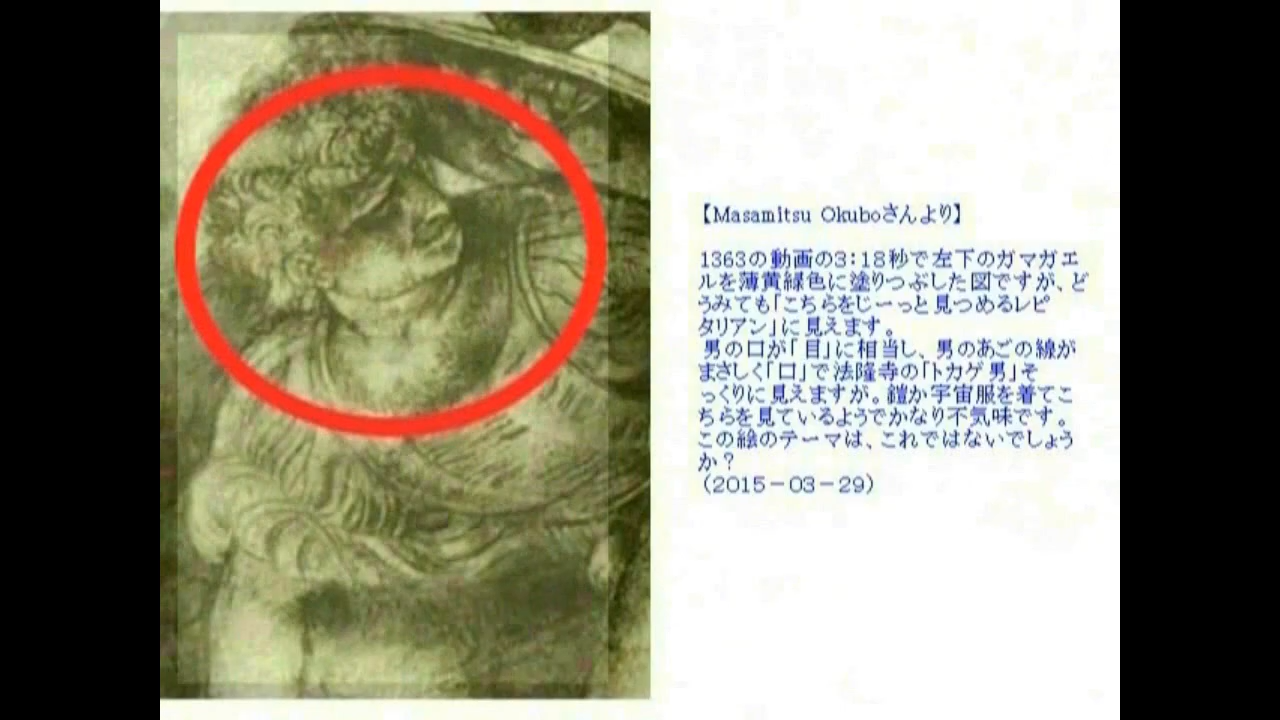 【Masamitsu Okuboさんより】
1363の動画の3：18秒で左下のガマガエ
ルを薄黄緑色に塗りつぶした図ですが、ど
うみても「こちらをじーっと見つめるレピ
タリアン」に見えます。
男の口が「目」に相当し、男のあごの線が
まさしく「口」で法隆寺の「トカゲ男」そ
っくりに見えますが。鎧か宇宙服を着てこ
ちらを見ているようでかなり不気味です。
この絵のテーマは、これではないでしょう
か？
（2015－03－29）